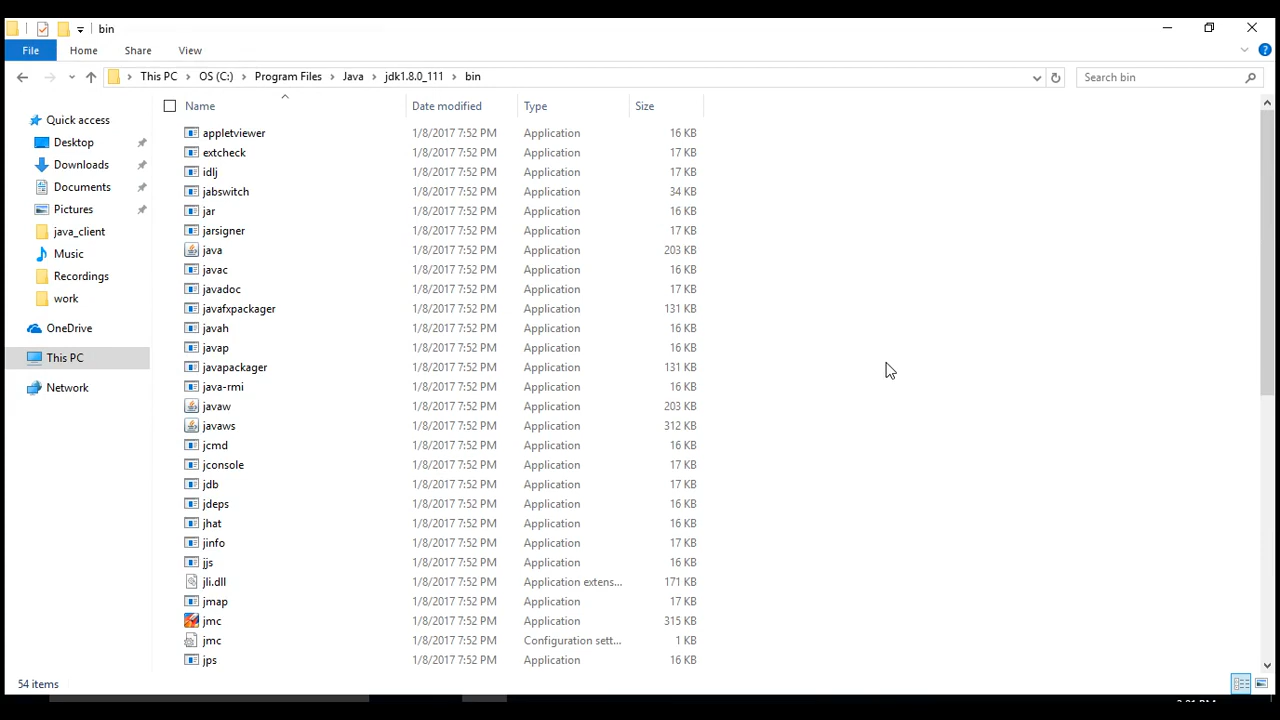 bin
File Home Share View
This PC OS (C:) Program Files Java jdk1.8.0_111 bin Search bin
Name Date modified Type Size
Quick access
Desktop
Downloads
Documents
Pictures
java_client
Music
Recordings
work
OneDrive
This PC
Network
appletviewer 1/8/2017 7:52 PM Application 16 KB
extcheck 1/8/2017 7:52 PM Application 17 KB
idlj 1/8/2017 7:52 PM Application 17 KB
jabswitch 1/8/2017 7:52 PM Application 34 KB
jar 1/8/2017 7:52 PM Application 16 KB
jarsigner 1/8/2017 7:52 PM Application 17 KB
java 1/8/2017 7:52 PM Application 203 KB
javac 1/8/2017 7:52 PM Application 16 KB
javadoc 1/8/2017 7:52 PM Application 17 KB
javafxpackager 1/8/2017 7:52 PM Application 131 KB
javah 1/8/2017 7:52 PM Application 16 KB
javap 1/8/2017 7:52 PM Application 16 KB
javapackager 1/8/2017 7:52 PM Application 131 KB
java-rmi 1/8/2017 7:52 PM Application 16 KB
javaw 1/8/2017 7:52 PM Application 203 KB
javaws 1/8/2017 7:52 PM Application 312 KB
jcmd 1/8/2017 7:52 PM Application 16 KB
jconsole 1/8/2017 7:52 PM Application 17 KB
jdb 1/8/2017 7:52 PM Application 17 KB
jdeps 1/8/2017 7:52 PM Application 16 KB
jhat 1/8/2017 7:52 PM Application 16 KB
jinfo 1/8/2017 7:52 PM Application 17 KB
jjs 1/8/2017 7:52 PM Application 16 KB
jli.dll 1/8/2017 7:52 PM Application extens... 171 KB
jmap 1/8/2017 7:52 PM Application 17 KB
jmc 1/8/2017 7:52 PM Application 315 KB
jmc 1/8/2017 7:52 PM Configuration sett... 1 KB
jps 1/8/2017 7:52 PM Application 16 KB
54 items